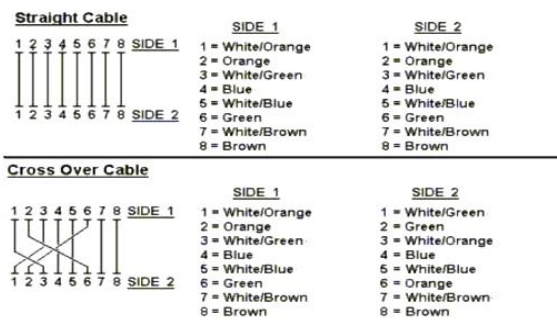 Straight Cable
1 2 3 4 5 6 7 8 SIDE 1
1 2 3 4 5 6 7 8 SIDE 2
SIDE 1
1 = White/Orange
2 = Orange
3 = White/Green
4 = Blue
5 = White/Blue
6 = Green
7 = White/Brown
8 = Brown
SIDE 2
1 = White/Orange
2 = Orange
3 = White/Green
4 = Blue
5 = White/Blue
6 = Green
7 = White/Brown
8 = Brown
Cross Over Cable
1 2 3 4 5 6 7 8 SIDE 1
1 2 3 4 5 6 7 8 SIDE 2
SIDE 1
1 = White/Orange
2 = Orange
3 = White/Green
4 = Blue
5 = White/Blue
6 = Green
7 = White/Brown
8 = Brown
SIDE 2
1 = White/Green
2 = Green
3 = White/Orange
4 = Blue
5 = White/Blue
6 = Orange
7 = White/Brown
8 = Brown